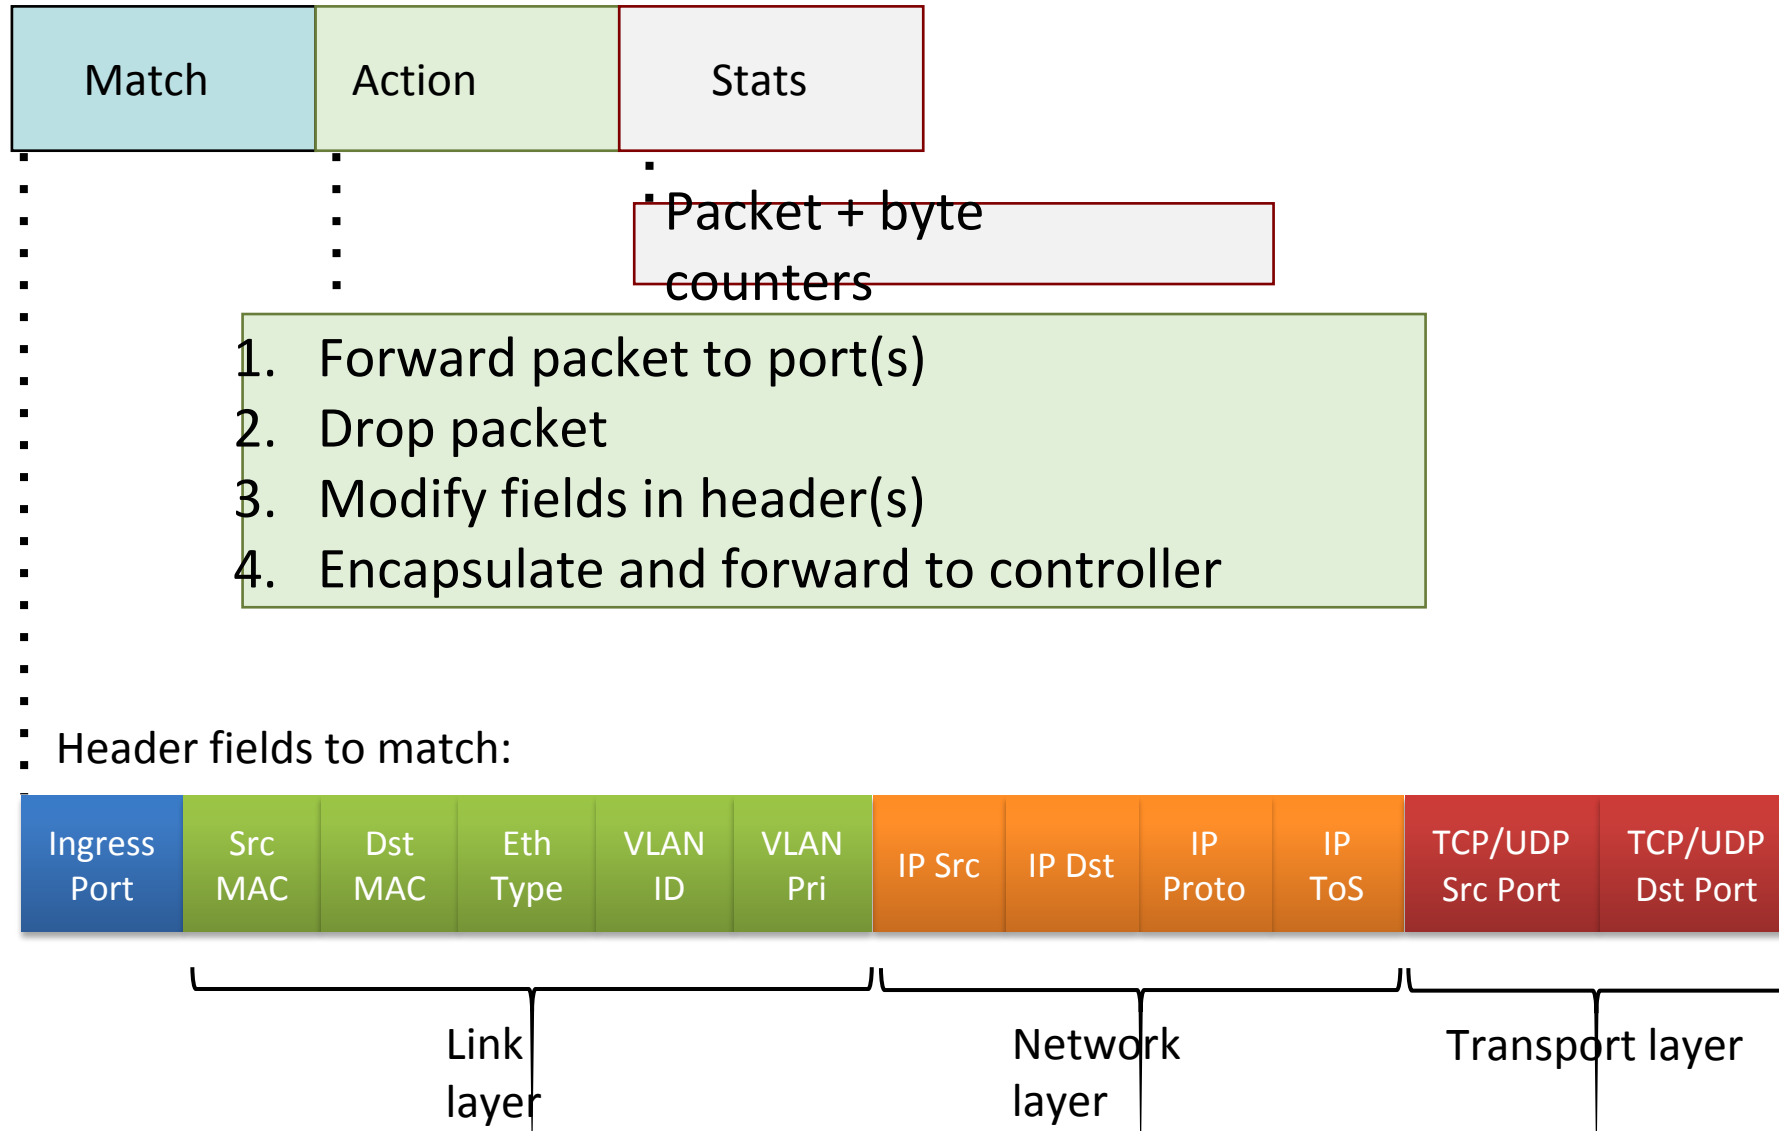 Match
Action
Stats
Packet + byte
counters
1. Forward packet to port(s)
2. Drop packet
3. Modify fields in header(s)
4. Encapsulate and forward to controller
Header fields to match:
Ingress
Port
Src
MAC
Dst
MAC
Eth
Type
VLAN
ID
VLAN
Pri
IP Src
IP Dst
IP
Proto
IP
ToS
TCP/UDP
Src Port
TCP/UDP
Dst Port
Link
layer
Network
layer
Transport layer